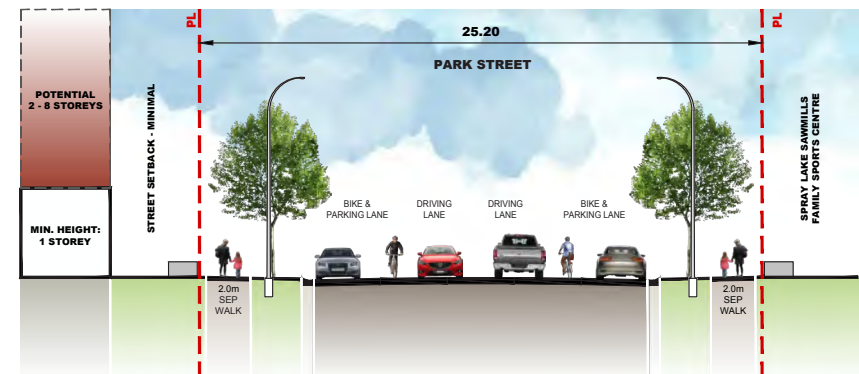 PL
PL
25.20
PARK STREET
POTENTIAL
2 - 8 STOREYS
MIN. HEIGHT:
1 STOREY
STREET SETBACK - MINIMAL
BIKE &
PARKING LANE
DRIVING
LANE
DRIVING
LANE
BIKE &
PARKING LANE
SPRAY LAKE SAWMILLS
FAMILY SPORTS CENTRE
2.0m
SEP
WALK
2.0m
SEP
WALK